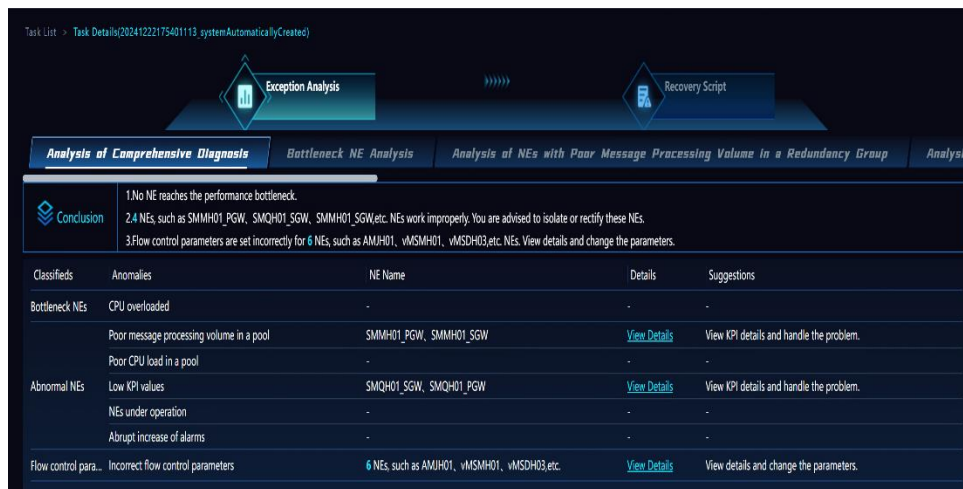 Task List > Task Details(20241222175401113_systemAutomaticallyCreated)
Exception Analysis
Recovery Script
Analysis of Comprehensive Diagnosis
Bottleneck NE Analysis
Analysis of NEs with Poor Message Processing Volume in a Redundancy Group
Analysi
Conclusion
1.No NE reaches the performance bottleneck.
2.4 NEs, such as SMMH01_PGW、SMQH01_SGW、SMMH01_SGW,etc. NEs work improperly. You are advised to isolate or rectify these NEs.
3.Flow control parameters are set incorrectly for 6 NEs, such as AMJH01、vMSMH01、vMSDH03,etc. NEs. View details and change the parameters.
Classifieds Anomalies NE Name Details Suggestions
Bottleneck NEs CPU overloaded - - -
Poor message processing volume in a pool SMMH01_PGW、SMMH01_SGW View Details View KPI details and handle the problem.
Poor CPU load in a pool - - -
Abnormal NEs Low KPI values SMQH01_SGW、SMQH01_PGW View Details View KPI details and handle the problem.
NEs under operation - - -
Abrupt increase of alarms - - -
Flow control para... Incorrect flow control parameters 6 NEs, such as AMJH01、vMSMH01、vMSDH03,etc. View Details View details and change the parameters.